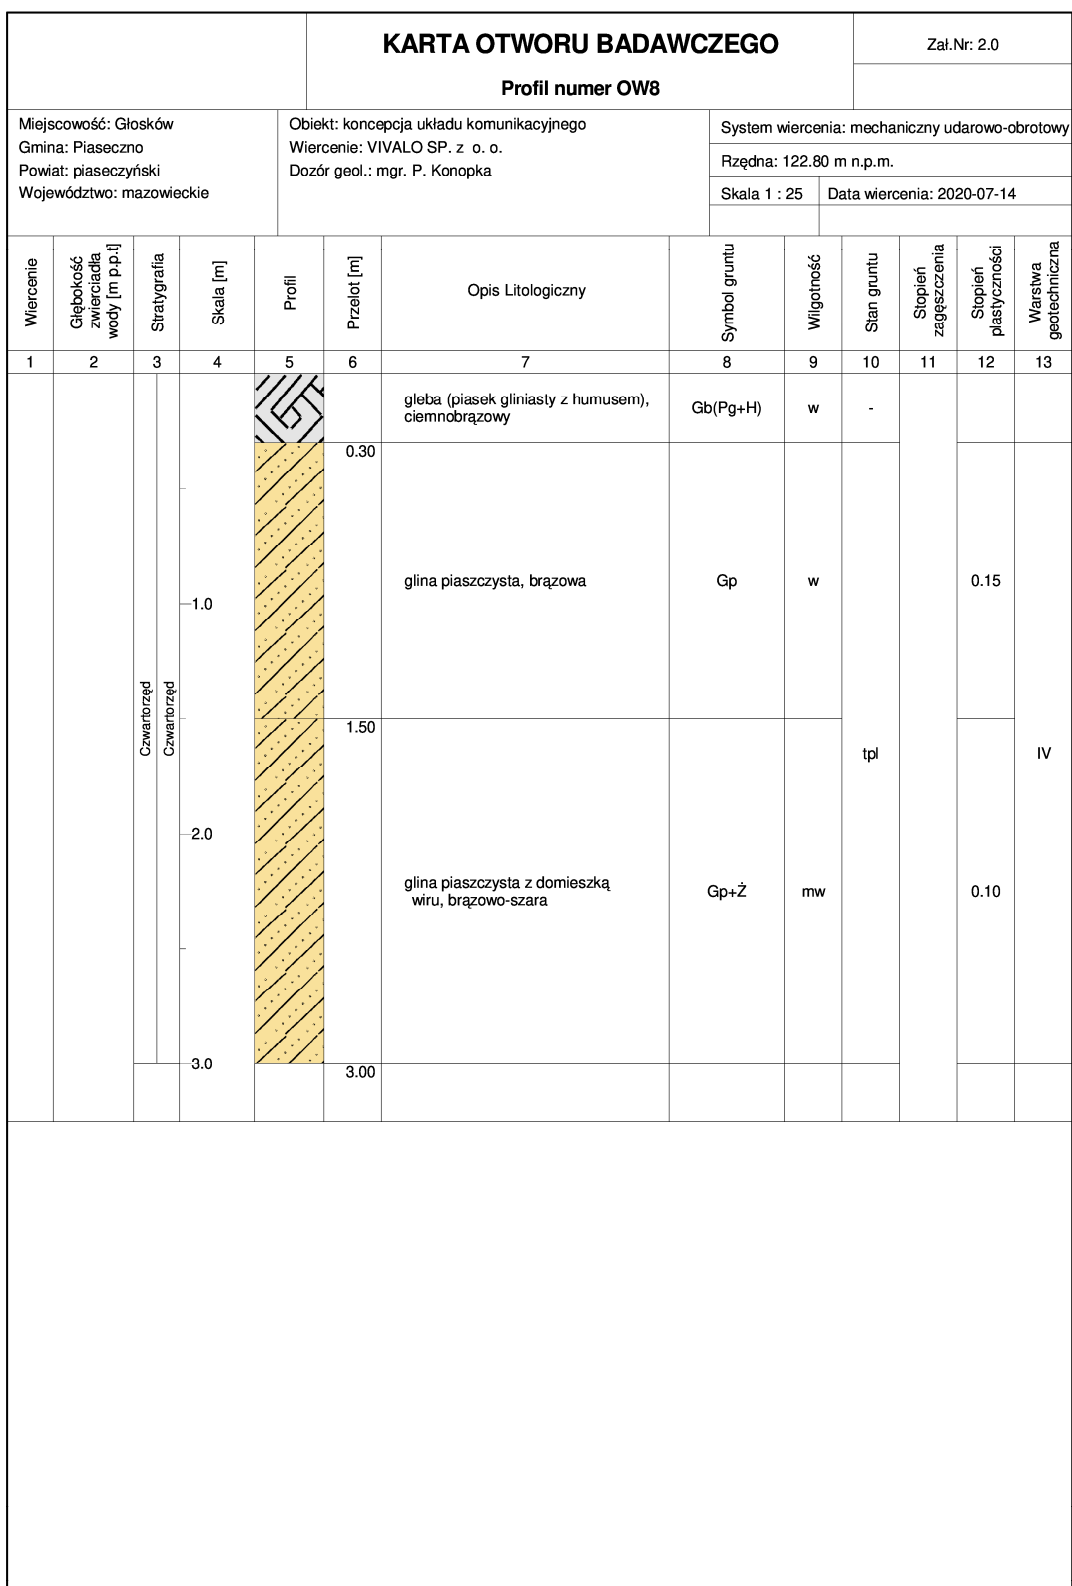 KARTA OTWORU BADAWCZEGO
Profil numer OW8
Zał.Nr: 2.0
Miejscowość: Głosków
Gmina: Piaseczno
Powiat: piaseczyński
Województwo: mazowieckie
Obiekt: koncepcja układu komunikacyjnego
Wiercenie: VIVALO SP. z o. o.
Dozór geol.: mgr. P. Konopka
System wiercenia: mechaniczny udarowo-obrotowy
Rzędna: 122.80 m n.p.m.
Skala 1 : 25
Data wiercenia: 2020-07-14
Wiercenie
Głębokość
zwierciadła
wody [m p.p.t]
Stratygrafia
Skala [m]
Profil
Przelot [m]
Opis Litologiczny
Symbol gruntu
Wilgotność
Stan gruntu
Stopień
zagęszczenia
Stopień
plastyczności
Warstwa
geotechniczna
1 2 3 4 5 6 7 8 9 10 11 12 13
gleba (piasek gliniasty z humusem),
ciemnobrązowy
Gb(Pg+H)
w
-
0.30
glina piaszczysta, brązowa
Gp
w
0.15
1.0
Czwartorzęd
Czwartorzęd
1.50
tpl
IV
2.0
glina piaszczysta z domieszką
wiru, brązowo-szara
Gp+Ż
mw
0.10
3.0
3.00